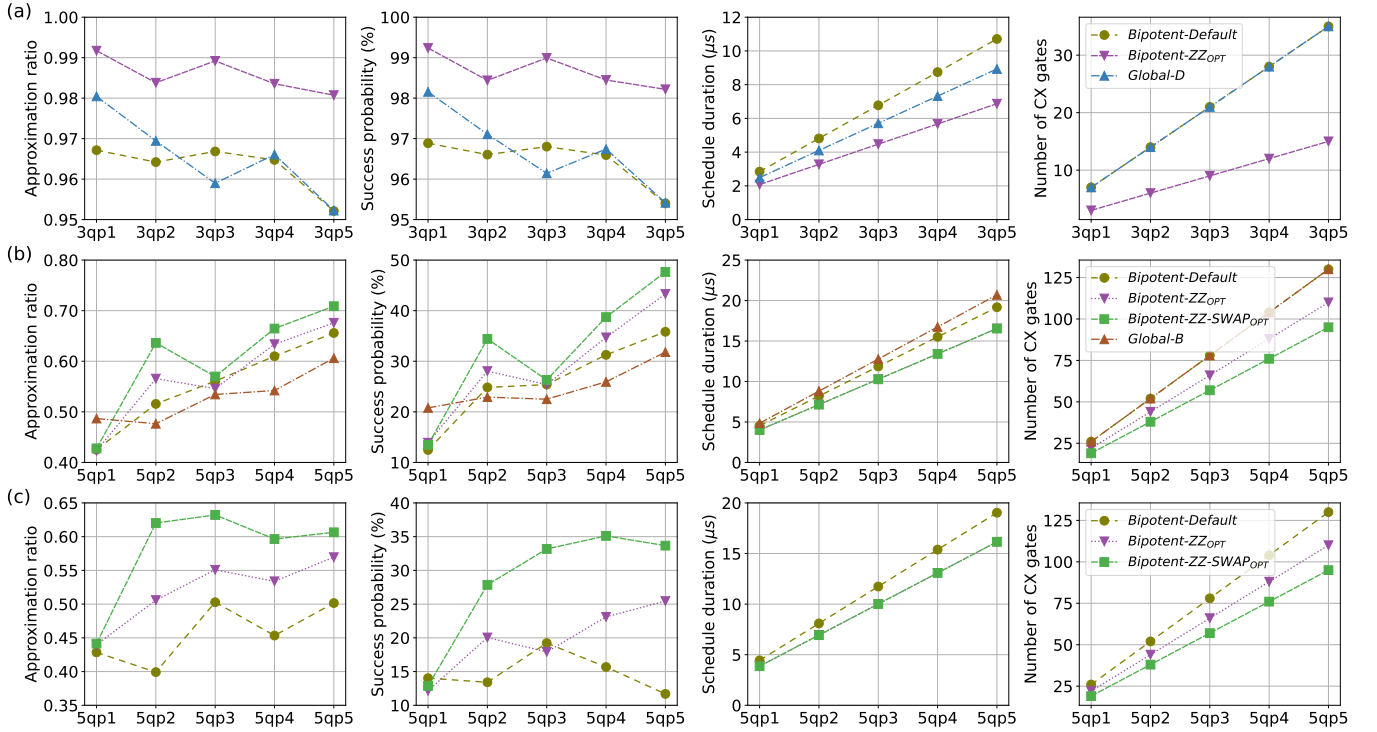 (a)
Approximation ratio
1.00
0.99
0.98
0.97
0.96
0.95
3qp1 3qp2 3qp3 3qp4 3qp5
Success probability (%)
100
99
98
97
96
95
3qp1 3qp2 3qp3 3qp4 3qp5
Schedule duration (μs)
12
10
8
6
4
2
0
3qp1 3qp2 3qp3 3qp4 3qp5
Number of CX gates
30
20
10
Bipotent-Default
Bipotent-ZZOPT
Global-D
3qp1 3qp2 3qp3 3qp4 3qp5
(b)
Approximation ratio
0.80
0.70
0.60
0.50
0.40
5qp1 5qp2 5qp3 5qp4 5qp5
Success probability (%)
50
40
30
20
10
5qp1 5qp2 5qp3 5qp4 5qp5
Schedule duration (μs)
25
20
15
10
5
0
5qp1 5qp2 5qp3 5qp4 5qp5
Number of CX gates
125
100
75
50
25
Bipotent-Default
Bipotent-ZZOPT
Bipotent-ZZ-SWAPOPT
Global-B
5qp1 5qp2 5qp3 5qp4 5qp5
(c)
Approximation ratio
0.65
0.60
0.55
0.50
0.45
0.40
0.35
5qp1 5qp2 5qp3 5qp4 5qp5
Success probability (%)
40
35
30
25
20
15
10
5qp1 5qp2 5qp3 5qp4 5qp5
Schedule duration (μs)
20
15
10
5
0
5qp1 5qp2 5qp3 5qp4 5qp5
Number of CX gates
125
100
75
50
25
Bipotent-Default
Bipotent-ZZOPT
Bipotent-ZZ-SWAPOPT
5qp1 5qp2 5qp3 5qp4 5qp5